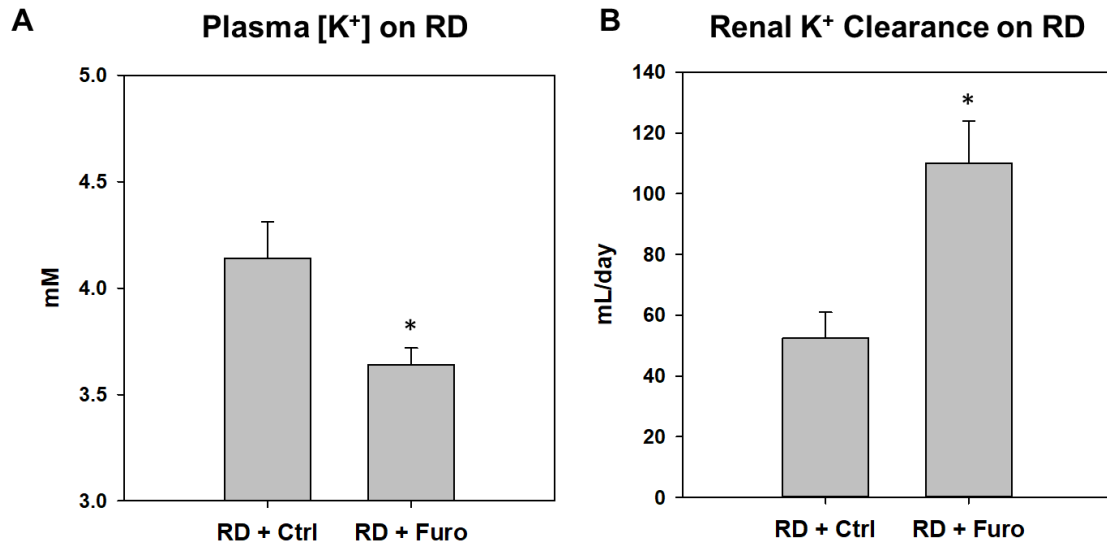 A
Plasma [K⁺] on RD
5.0
4.5
4.0
3.5
3.0
mM
*
RD + Ctrl
RD + Furo
B
Renal K⁺ Clearance on RD
140
120
100
80
60
40
20
0
mL/day
*
RD + Ctrl
RD + Furo